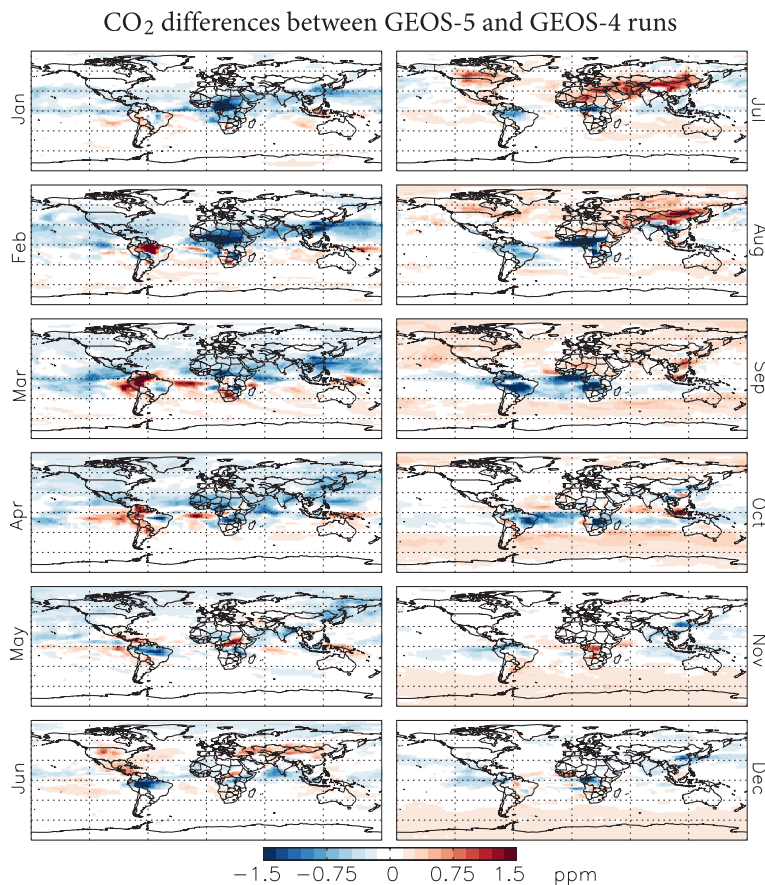 CO₂ differences between GEOS-5 and GEOS-4 runs
Jan
Jul
Feb
Aug
Mar
Sep
Apr
Oct
May
Nov
Jun
Dec
−1.5 −0.75 0 0.75 1.5 ppm